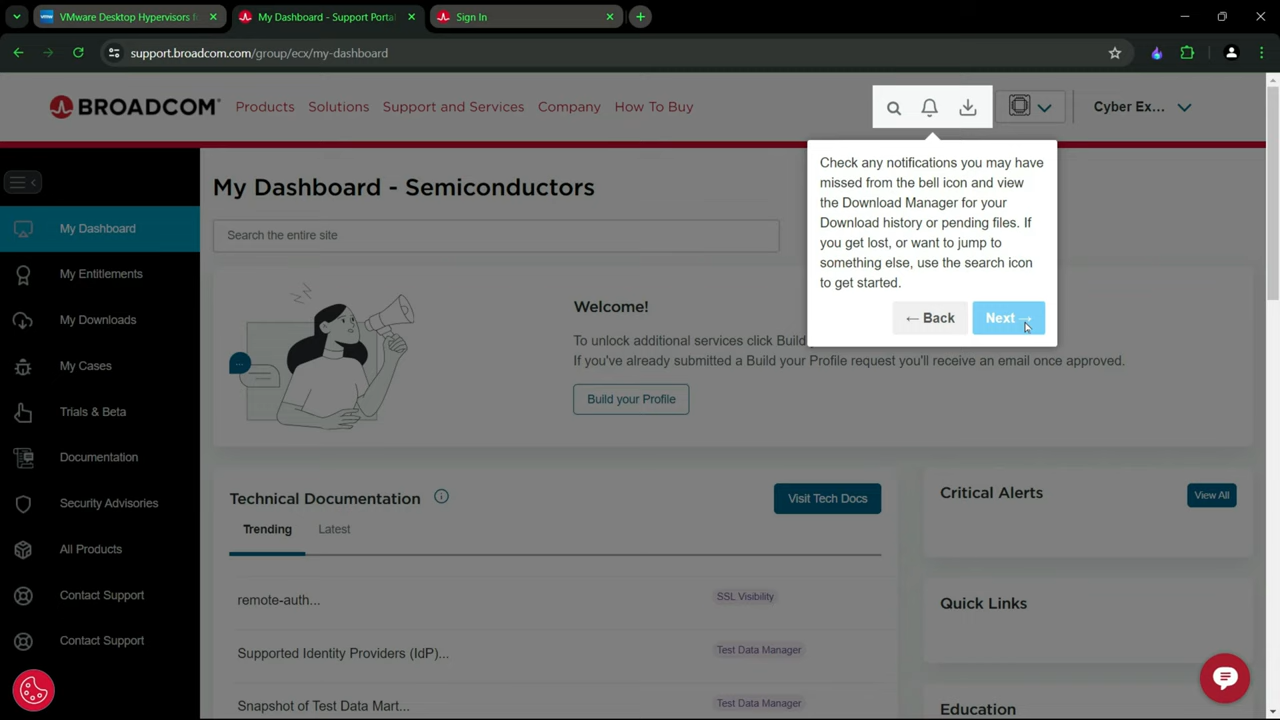 VMware Desktop Hypervisors f
My Dashboard - Support Portal
Sign In
support.broadcom.com/group/ecx/my-dashboard
BROADCOM
Products
Solutions
Support and Services
Company
How To Buy
Cyber Ex...
Check any notifications you may have
missed from the bell icon and view
the Download Manager for your
Download history or pending files. If
you get lost, or want to jump to
something else, use the search icon
to get started.
← Back
Next →
My Dashboard
My Entitlements
My Downloads
My Cases
Trials & Beta
Documentation
Security Advisories
All Products
Contact Support
Contact Support
My Dashboard - Semiconductors
Search the entire site
Welcome!
To unlock additional services click Build
If you've already submitted a Build your Profile request you'll receive an email once approved.
Build your Profile
Technical Documentation
Visit Tech Docs
Trending
Latest
remote-auth...
SSL Visibility
Supported Identity Providers (IdP)...
Test Data Manager
Snapshot of Test Data Mart...
Test Data Manager
Critical Alerts
View All
Quick Links
Education